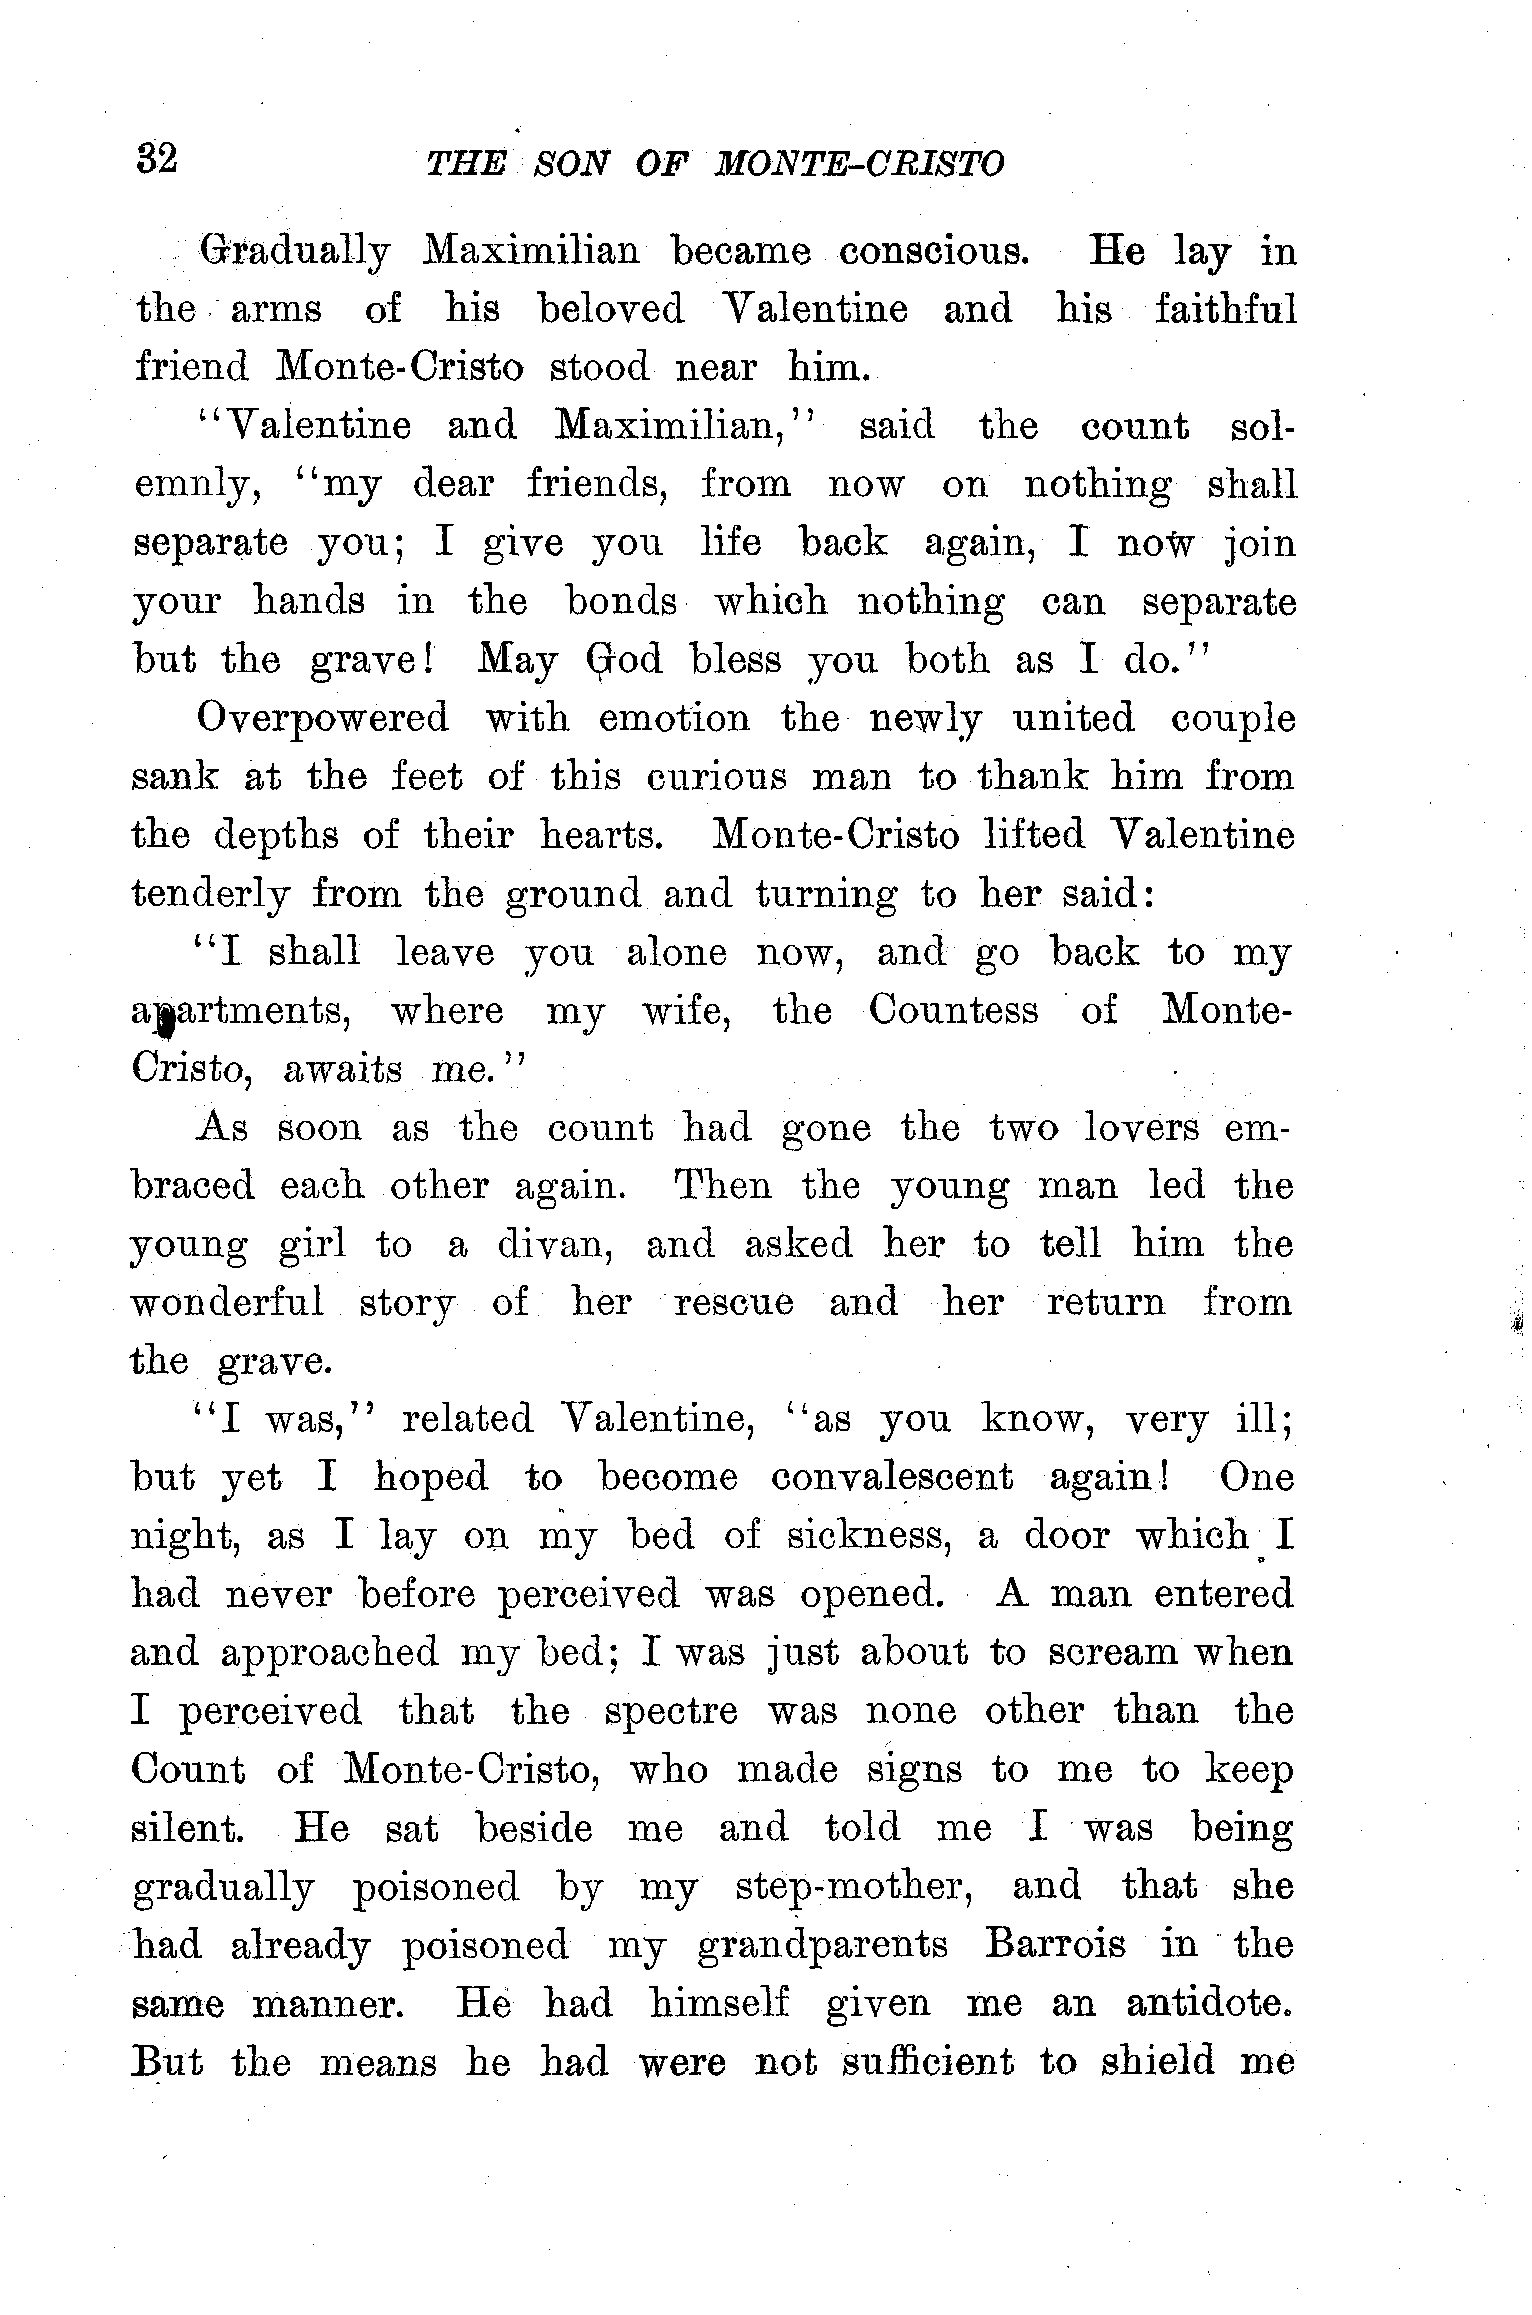 32 THE SON OF MONTE-CRISTO
Gradually Maximilian became conscious. He lay in
the arms of his beloved Valentine and his faithful
friend Monte-Cristo stood near him.
"Valentine and Maximilian," said the count sol-
emnly, "my dear friends, from now on nothing shall
separate you; I give you life back again, I now join
your hands in the bonds which nothing can separate
but the grave! May God bless you both as I do."
Overpowered with emotion the newly united couple
sank at the feet of this curious man to thank him from
the depths of their hearts. Monte-Cristo lifted Valentine
tenderly from the ground and turning to her said:
"I shall leave you alone now, and go back to my
apartments, where my wife, the Countess of Monte-
Cristo, awaits me."
As soon as the count had gone the two lovers em-
braced each other again. Then the young man led the
young girl to a divan, and asked her to tell him the
wonderful story of her rescue and her return from
the grave.
"I was," related Valentine, "as you know, very ill;
but yet I hoped to become convalescent again! One
night, as I lay on my bed of sickness, a door which I
had never before perceived was opened. A man entered
and approached my bed; I was just about to scream when
I perceived that the spectre was none other than the
Count of Monte-Cristo, who made signs to me to keep
silent. He sat beside me and told me I was being
gradually poisoned by my step-mother, and that she
had already poisoned my grandparents Barrois in the
same manner. He had himself given me an antidote.
But the means he had were not sufficient to shield me